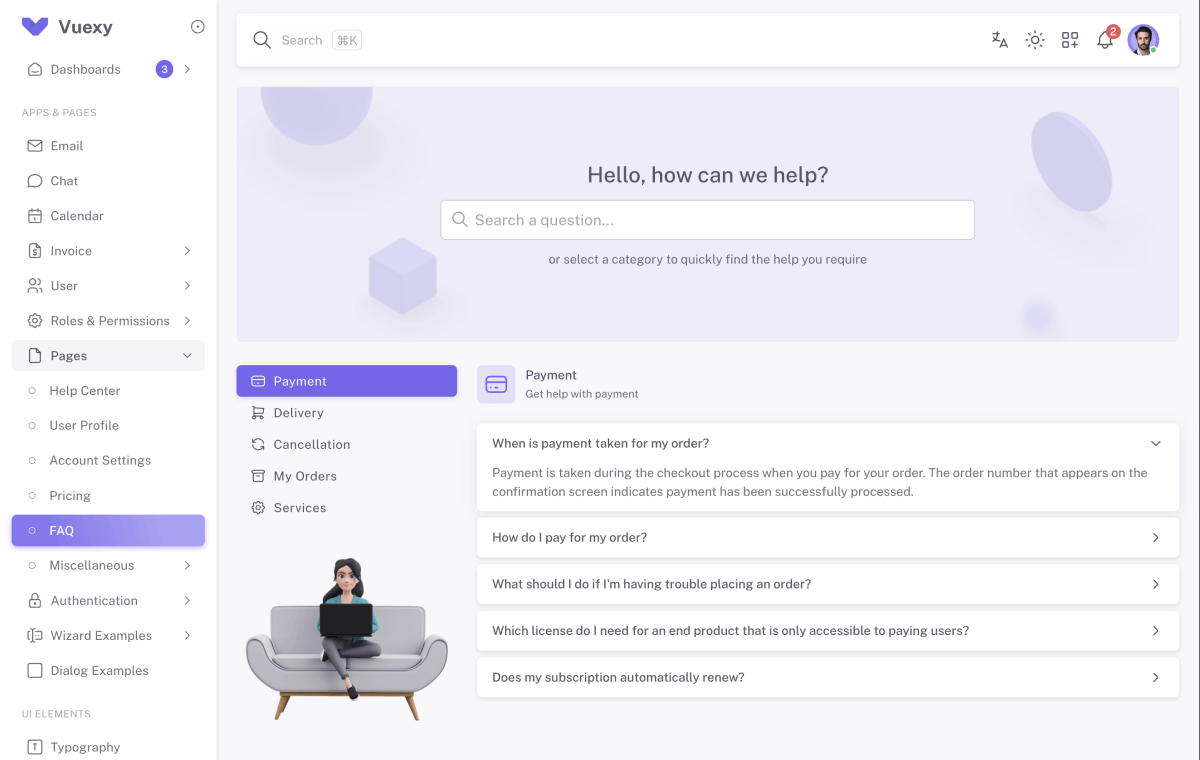 Vuexy
Dashboards 3
APPS & PAGES
Email
Chat
Calendar
Invoice
User
Roles & Permissions
Pages
Help Center
User Profile
Account Settings
Pricing
FAQ
Miscellaneous
Authentication
Wizard Examples
Dialog Examples
UI ELEMENTS
Typography
Search ⌘K
2
Hello, how can we help?
Search a question...
or select a category to quickly find the help you require
Payment
Delivery
Cancellation
My Orders
Services
Payment
Get help with payment
When is payment taken for my order?
Payment is taken during the checkout process when you pay for your order. The order number that appears on the
confirmation screen indicates payment has been successfully processed.
How do I pay for my order?
What should I do if I'm having trouble placing an order?
Which license do I need for an end product that is only accessible to paying users?
Does my subscription automatically renew?